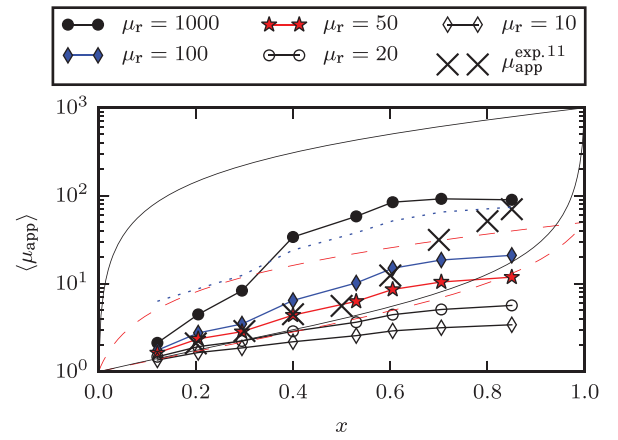 μr = 1000 μr = 50 μr = 10
μr = 100 μr = 20 μapp^exp.11
10^3
10^2
10^1
10^0
⟨μapp⟩
0.0 0.2 0.4 0.6 0.8 1.0
x